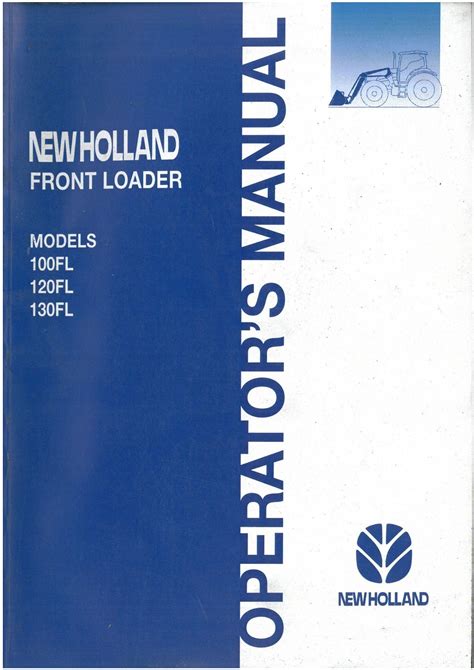 NEW HOLLAND
FRONT LOADER
MODELS
100FL
120FL
130FL
OPERATOR'S MANUAL
NEW HOLLAND